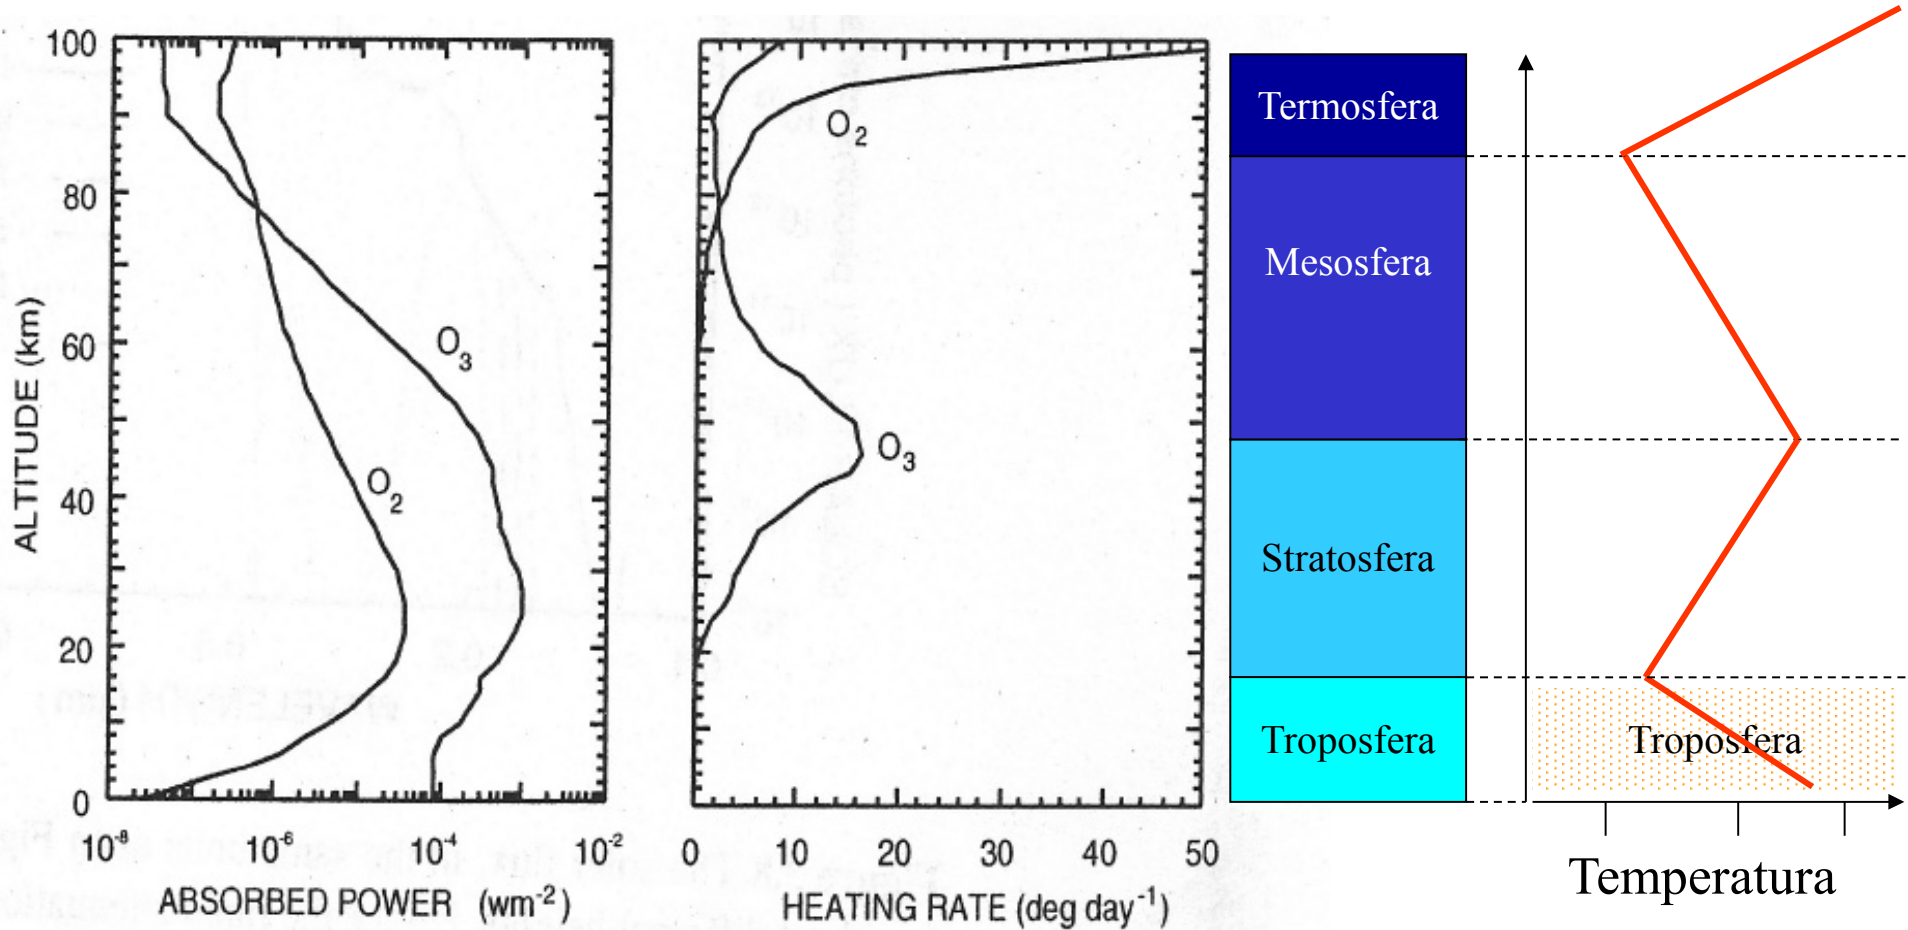 100
80
60
40
20
0
ALTITUDE (km)
O2
O3
10-8
10-6
10-4
10-2
ABSORBED POWER (wm-2)
O2
O3
0
10
20
30
40
50
HEATING RATE (deg day-1)
Termosfera
Mesosfera
Stratosfera
Troposfera
Troposfera
Temperatura